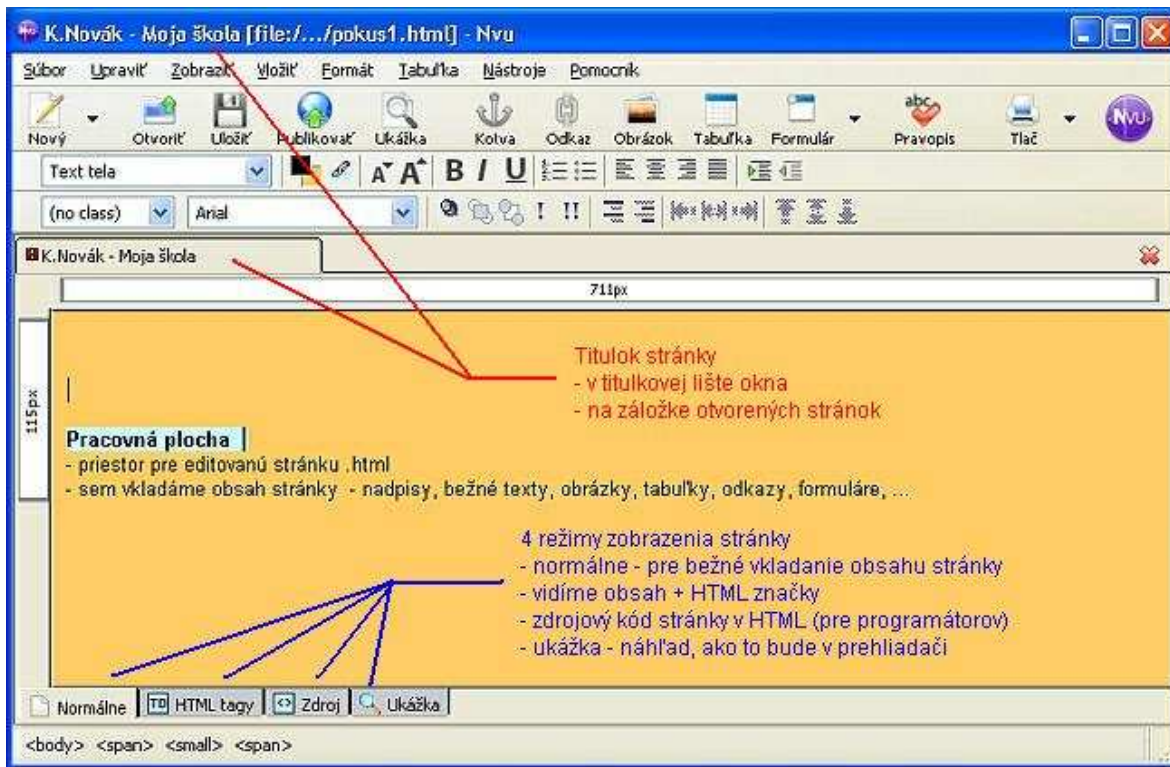 K.Novák - Moja škola [file:/.../pokus1.html] - Nvu
Súbor Upraviť Zobraziť Vložiť Formát Tabuľka Nástroje Pomocník
Nový Otvoriť Uložiť Publikovať Ukážka Kotva Odkaz Obrázok Tabuľka Formulár Pravopis Tlač
Text tela
(no class) Arial
K.Novák - Moja škola
711px
115px
Titulok stránky
- v titulkovej lište okna
- na záložke otvorených stránok
Pracovná plocha
- priestor pre editovanú stránku .html
- sem vkladáme obsah stránky - nadpisy, bežné texty, obrázky, tabuľky, odkazy, formuláre, ...
4 režimy zobrazenia stránky
- normálne - pre bežné vkladanie obsahu stránky
- vidíme obsah + HTML značky
- zdrojový kód stránky v HTML (pre programátorov)
- ukážka - náhľad, ako to bude v prehliadači
Normálne TD HTML tagy Zdroj Ukážka
<body> <span> <small> <span>